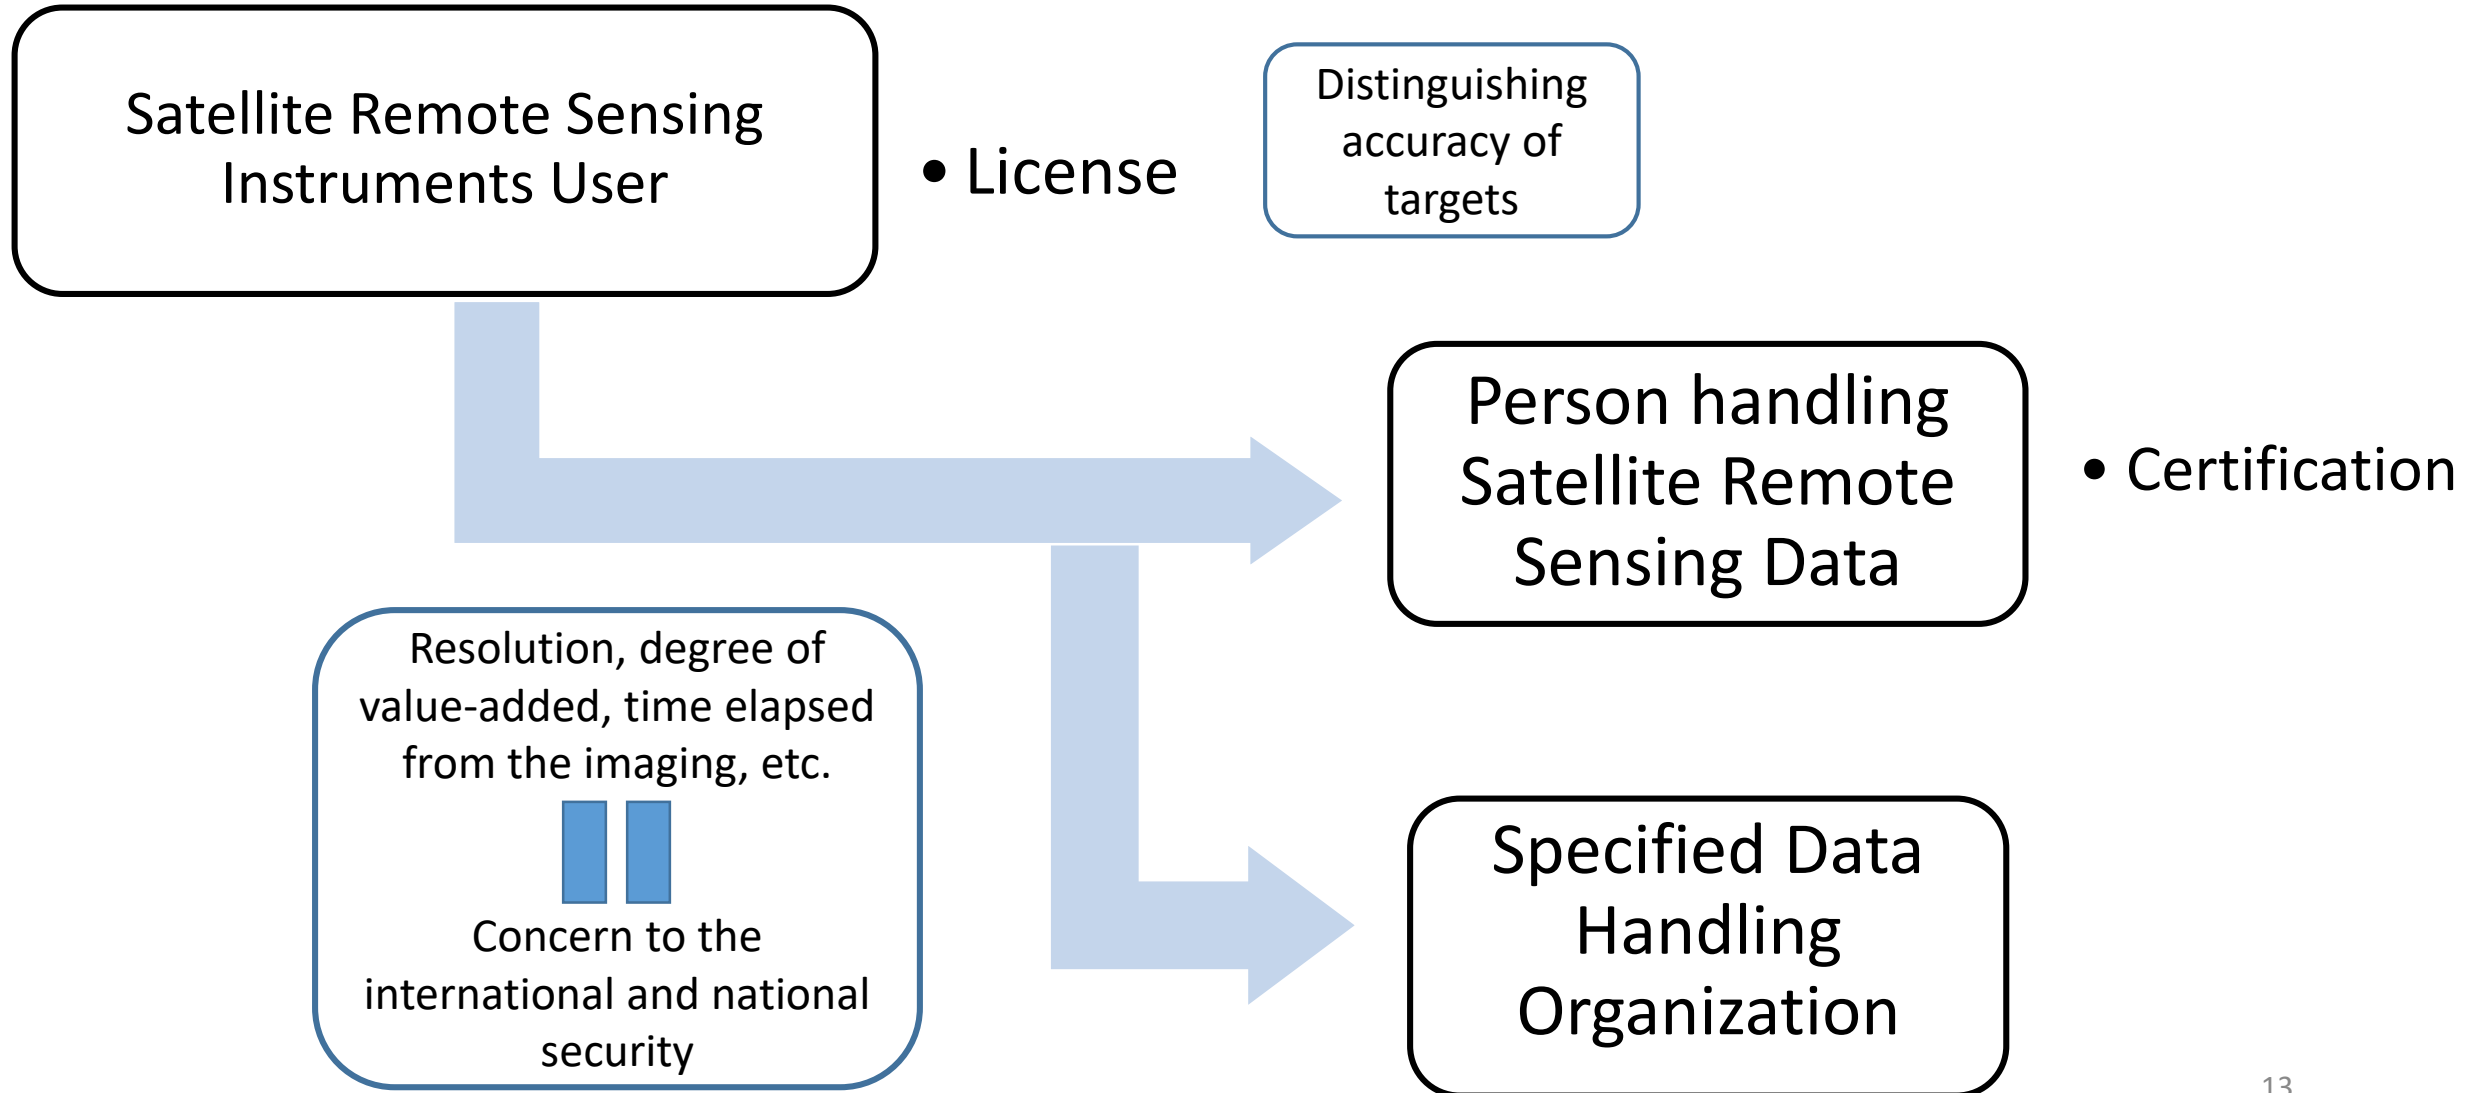 Satellite Remote Sensing
Instruments User
• License
Distinguishing
accuracy of
targets
Person handling
Satellite Remote
Sensing Data
• Certification
Resolution, degree of
value-added, time elapsed
from the imaging, etc.
Concern to the
international and national
security
Specified Data
Handling
Organization
13